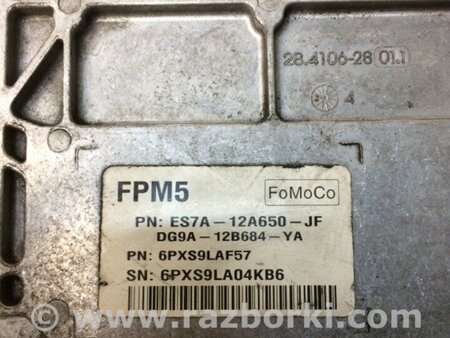 28.4106-28 01.1
4
FPM5 FoMoCo
PN: ES7A-12A650-JF
DG9A-12B684-YA
PN: 6PXS9LAF57
SN: 6PXS9LA04KB6
www.razborki.com